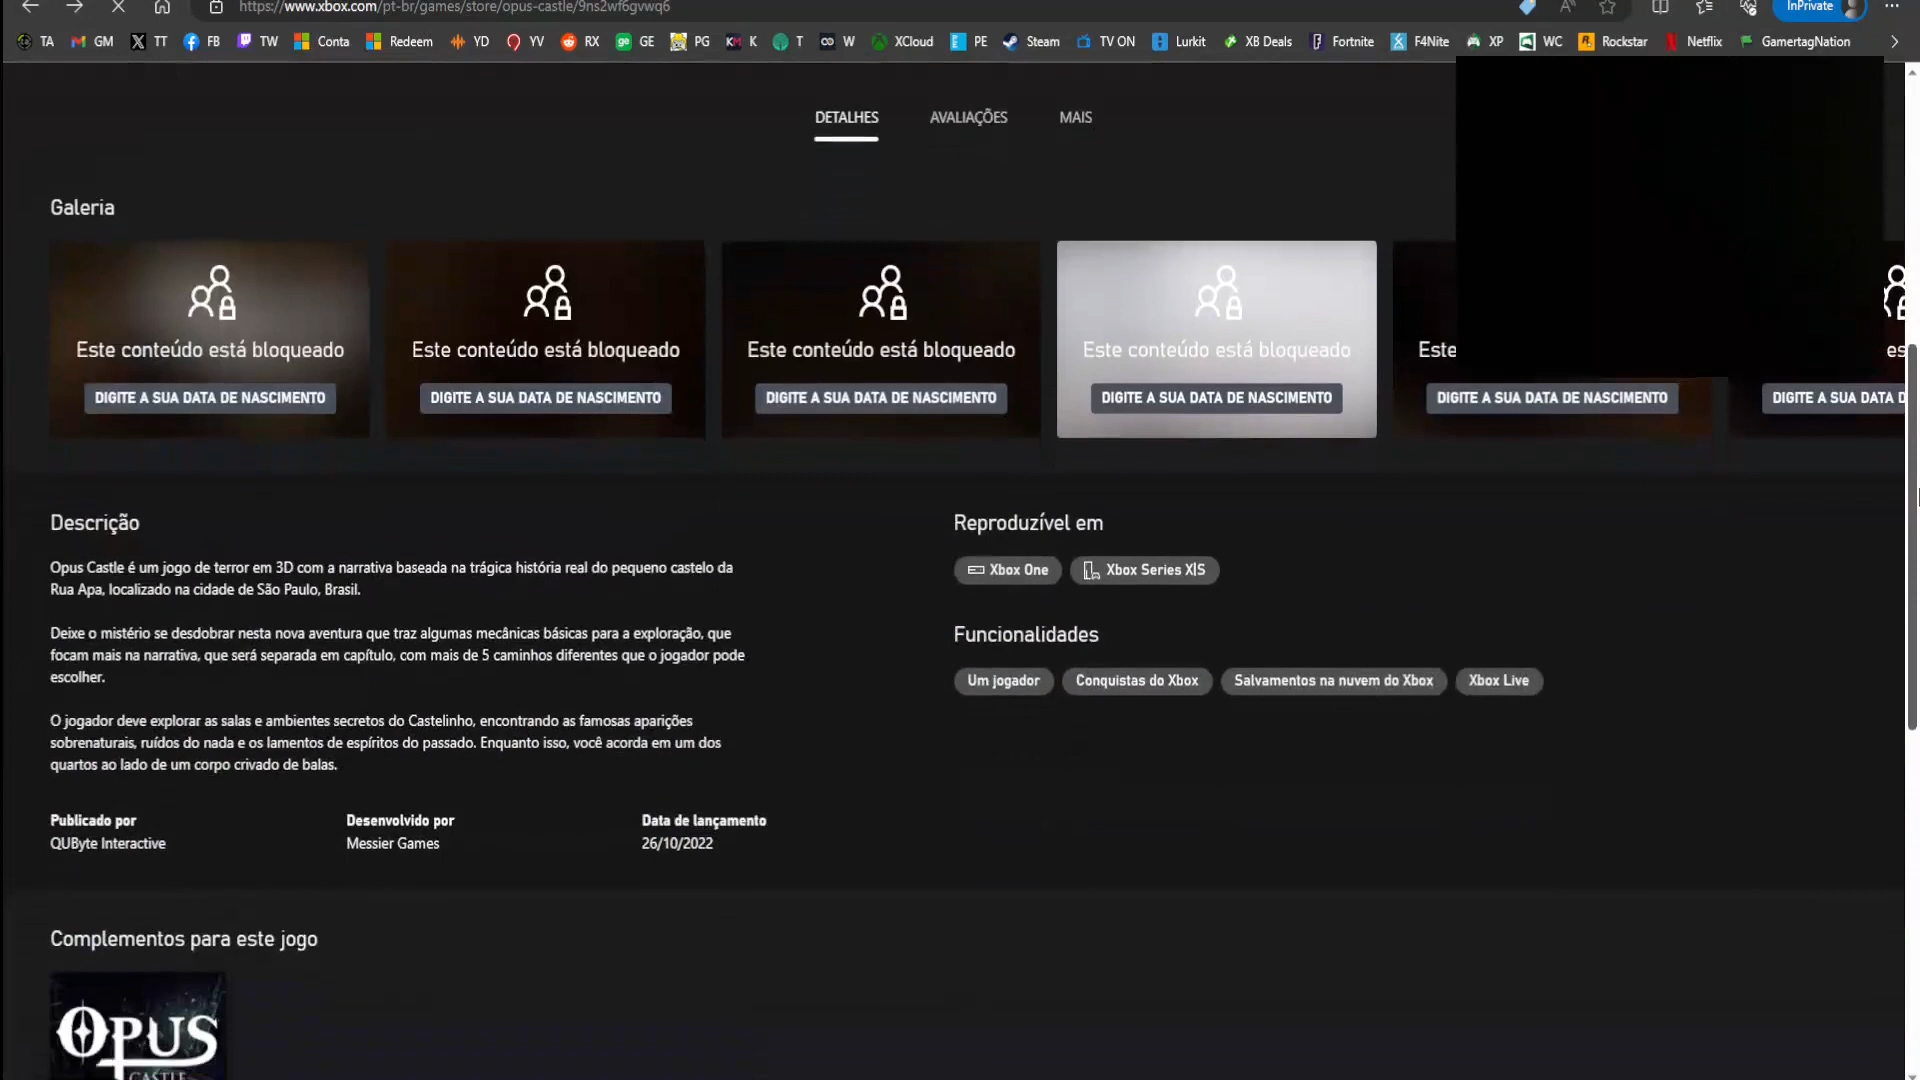 https://www.xbox.com/pt-br/games/store/opus-castle/9ns2wf6gvwq6
InPrivate
TA GM TT FB TW Conta Redeem YD YV RX GE PG K T W XCloud PE Steam TV ON Lurkit XB Deals Fortnite F4Nite XP WC Rockstar Netflix GamertagNation
DETALHES AVALIAÇÕES MAIS
Galeria
Este conteúdo está bloqueado Este conteúdo está bloqueado Este conteúdo está bloqueado Este conteúdo está bloqueado Este es
DIGITE A SUA DATA DE NASCIMENTO DIGITE A SUA DATA DE NASCIMENTO DIGITE A SUA DATA DE NASCIMENTO DIGITE A SUA DATA DE NASCIMENTO DIGITE A SUA DATA DE NASCIMENTO DIGITE A SUA DATA D
Descrição
Opus Castle é um jogo de terror em 3D com a narrativa baseada na trágica história real do pequeno castelo da
Rua Apa, localizado na cidade de São Paulo, Brasil.
Deixe o mistério se desdobrar nesta nova aventura que traz algumas mecânicas básicas para a exploração, que
focam mais na narrativa, que será separada em capítulo, com mais de 5 caminhos diferentes que o jogador pode
escolher.
O jogador deve explorar as salas e ambientes secretos do Castelinho, encontrando as famosas aparições
sobrenaturais, ruídos do nada e os lamentos de espíritos do passado. Enquanto isso, você acorda em um dos
quartos ao lado de um corpo crivado de balas.
Publicado por Desenvolvido por Data de lançamento
QUByte Interactive Messier Games 26/10/2022
Reproduzível em
Xbox One Xbox Series X|S
Funcionalidades
Um jogador Conquistas do Xbox Salvamentos na nuvem do Xbox Xbox Live
Complementos para este jogo
OPUS
CASTLE